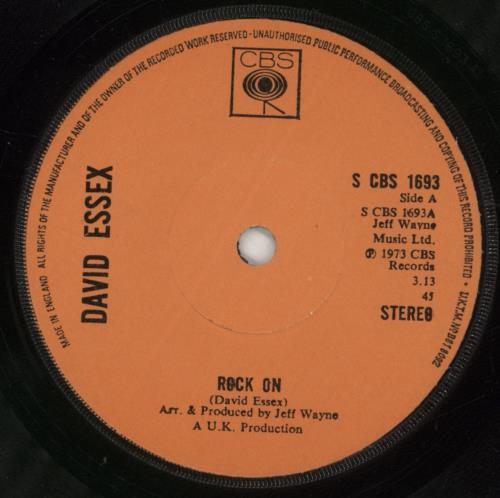 MADE IN ENGLAND ALL RIGHTS OF THE MANUFACTURER AND OF THE OWNER OF THE RECORDED WORK RESERVED - UNAUTHORISED PUBLIC PERFORMANCE BROADCASTING AND COPYING OF THIS RECORD PROHIBITED •
CBS
DAVID ESSEX
S CBS 1693
Side A
S CBS 1693A
Jeff Wayne
Music Ltd.
℗ 1973 CBS
Records
3.13
45
STEREO
ROCK ON
(David Essex)
Arr. & Produced by Jeff Wayne
A U.K. Production